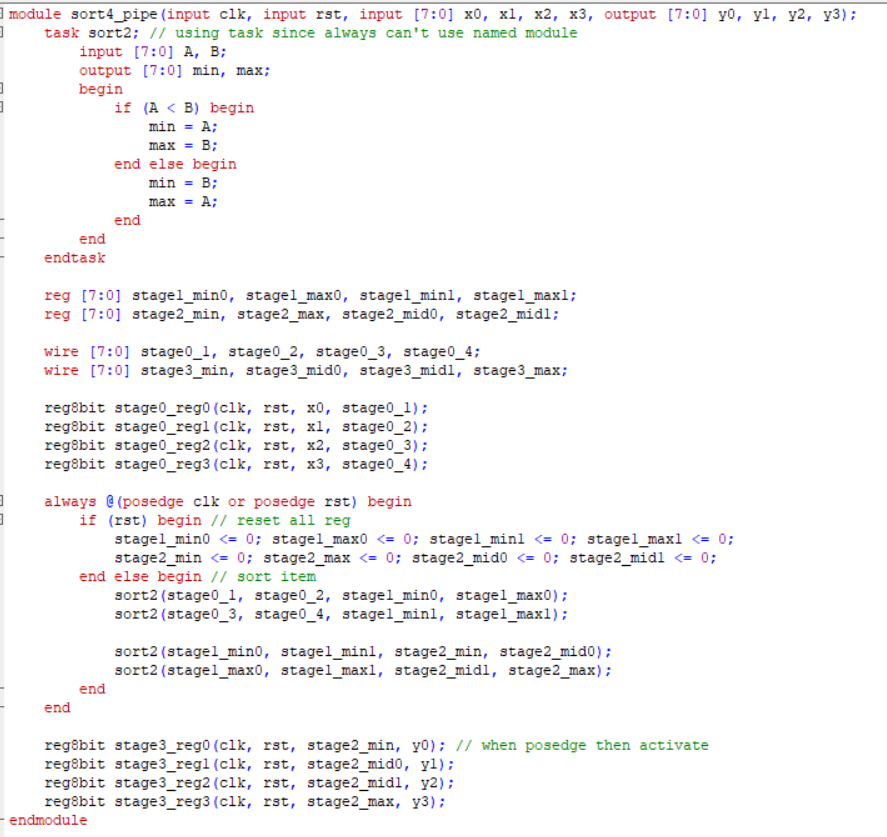 module sort4_pipe(input clk, input rst, input [7:0] x0, x1, x2, x3, output [7:0] y0, y1, y2, y3);
    task sort2; // using task since always can't use named module
        input [7:0] A, B;
        output [7:0] min, max;
        begin
            if (A < B) begin
                min = A;
                max = B;
            end else begin
                min = B;
                max = A;
            end
        end
    endtask

    reg [7:0] stage1_min0, stage1_max0, stage1_min1, stage1_max1;
    reg [7:0] stage2_min, stage2_max, stage2_mid0, stage2_mid1;

    wire [7:0] stage0_1, stage0_2, stage0_3, stage0_4;
    wire [7:0] stage3_min, stage3_mid0, stage3_mid1, stage3_max;

    reg8bit stage0_reg0(clk, rst, x0, stage0_1);
    reg8bit stage0_reg1(clk, rst, x1, stage0_2);
    reg8bit stage0_reg2(clk, rst, x2, stage0_3);
    reg8bit stage0_reg3(clk, rst, x3, stage0_4);

    always @(posedge clk or posedge rst) begin
        if (rst) begin // reset all reg
            stage1_min0 <= 0; stage1_max0 <= 0; stage1_min1 <= 0; stage1_max1 <= 0;
            stage2_min <= 0; stage2_max <= 0; stage2_mid0 <= 0; stage2_mid1 <= 0;
        end else begin // sort item
            sort2(stage0_1, stage0_2, stage1_min0, stage1_max0);
            sort2(stage0_3, stage0_4, stage1_min1, stage1_max1);

            sort2(stage1_min0, stage1_min1, stage2_min, stage2_mid0);
            sort2(stage1_max0, stage1_max1, stage2_mid1, stage2_max);
        end
    end

    reg8bit stage3_reg0(clk, rst, stage2_min, y0); // when posedge then activate
    reg8bit stage3_reg1(clk, rst, stage2_mid0, y1);
    reg8bit stage3_reg2(clk, rst, stage2_mid1, y2);
    reg8bit stage3_reg3(clk, rst, stage2_max, y3);
endmodule